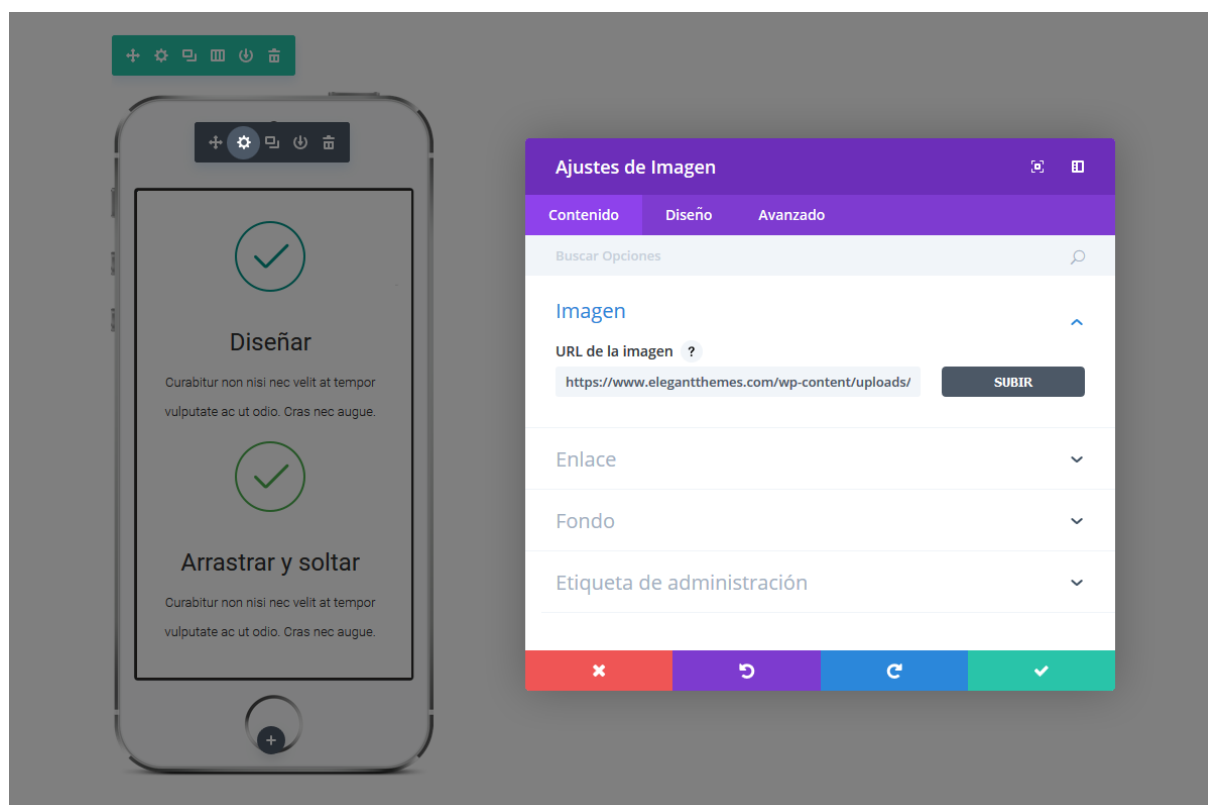 Diseñar
Curabitur non nisi nec velit at tempor
vulputate ac ut odio. Cras nec augue.
Arrastrar y soltar
Curabitur non nisi nec velit at tempor
vulputate ac ut odio. Cras nec augue.
Ajustes de Imagen
Contenido Diseño Avanzado
Buscar Opciones
Imagen
URL de la imagen ?
https://www.elegantthemes.com/wp-content/uploads/ SUBIR
Enlace
Fondo
Etiqueta de administración